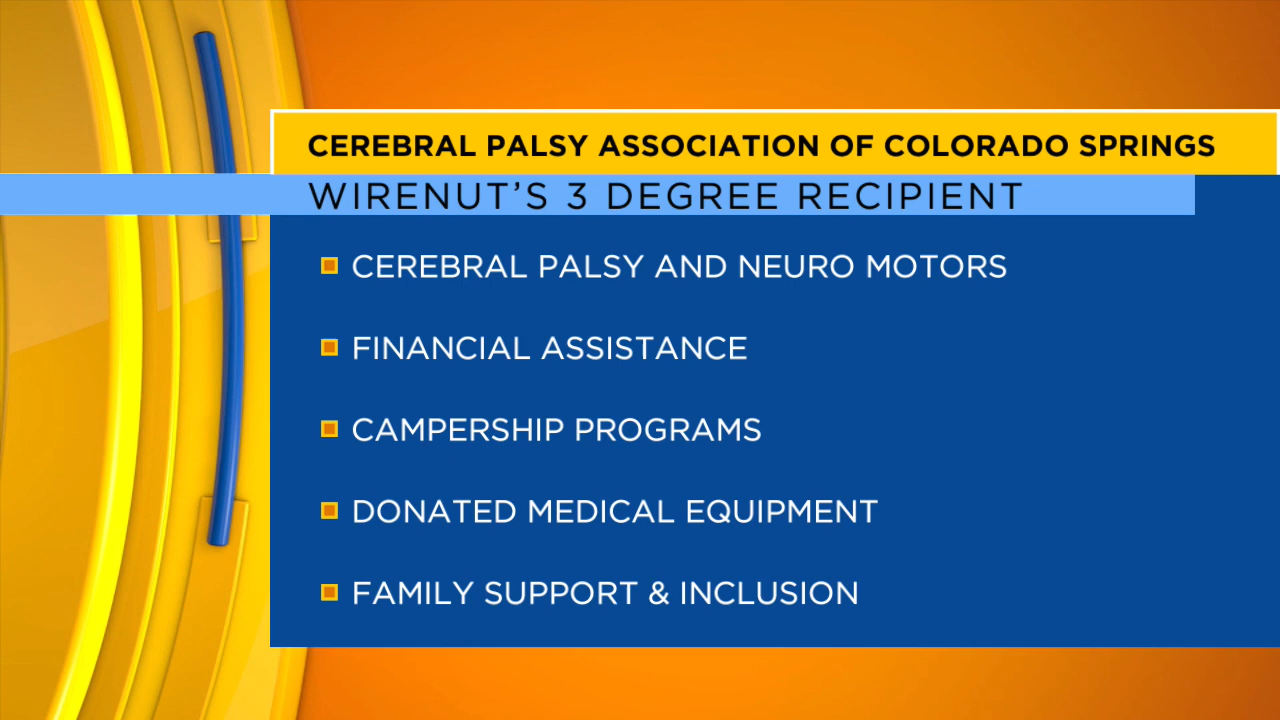 CEREBRAL PALSY ASSOCIATION OF COLORADO SPRINGS
WIRENUT’S 3 DEGREE RECIPIENT
CEREBRAL PALSY AND NEURO MOTORS
FINANCIAL ASSISTANCE
CAMPERSHIP PROGRAMS
DONATED MEDICAL EQUIPMENT
FAMILY SUPPORT & INCLUSION